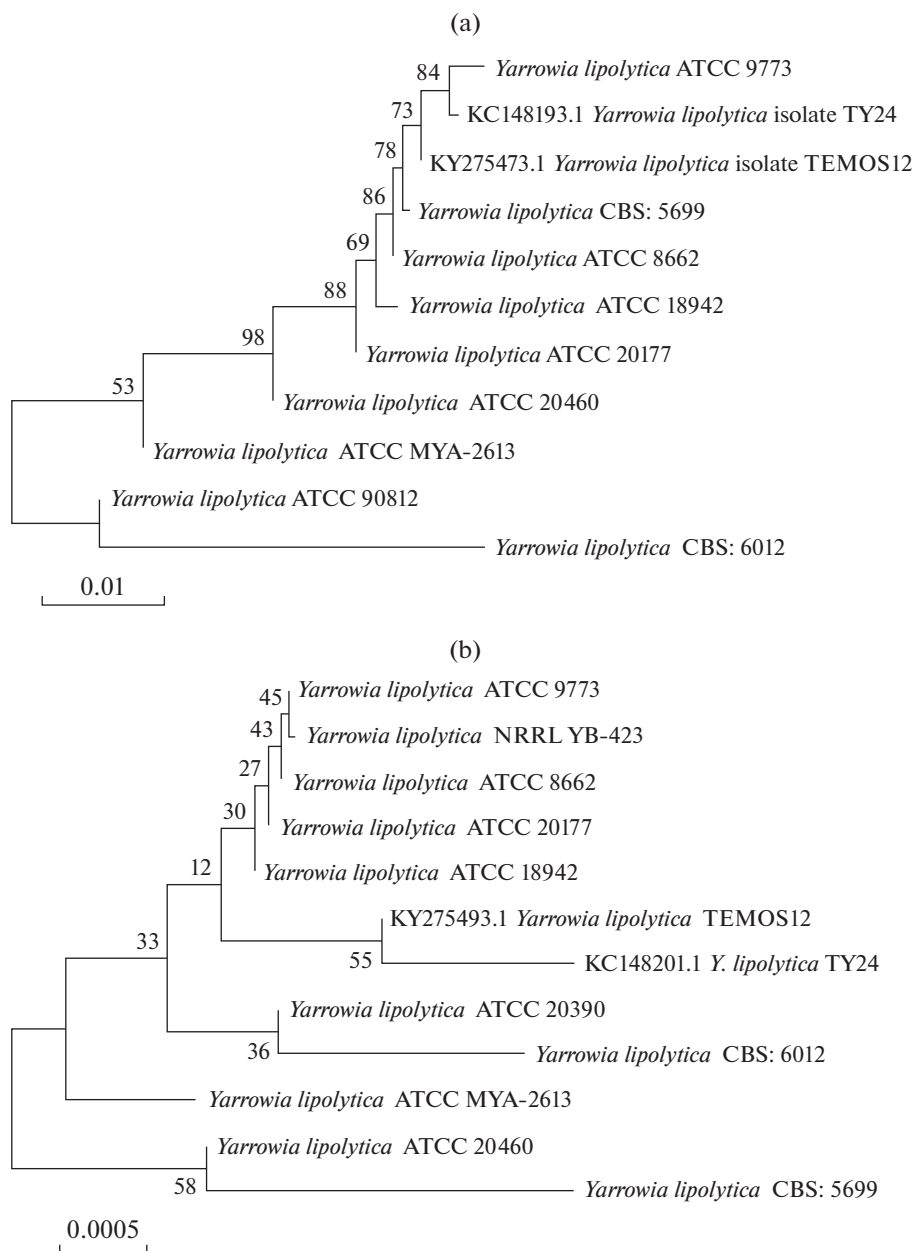 (a)
Yarrowia lipolytica ATCC 9773
84
KC148193.1 Yarrowia lipolytica isolate TY24
73
KY275473.1 Yarrowia lipolytica isolate TEMOS12
78
Yarrowia lipolytica CBS: 5699
86
Yarrowia lipolytica ATCC 8662
69
Yarrowia lipolytica ATCC 18942
88
Yarrowia lipolytica ATCC 20177
98
Yarrowia lipolytica ATCC 20460
53
Yarrowia lipolytica ATCC MYA-2613
Yarrowia lipolytica ATCC 90812
Yarrowia lipolytica CBS: 6012
0.01
(b)
45
Yarrowia lipolytica ATCC 9773
43
Yarrowia lipolytica NRRL YB-423
27
Yarrowia lipolytica ATCC 8662
30
Yarrowia lipolytica ATCC 20177
12
Yarrowia lipolytica ATCC 18942
KY275493.1 Yarrowia lipolytica TEMOS12
33
55
KC148201.1 Y. lipolytica TY24
Yarrowia lipolytica ATCC 20390
36
Yarrowia lipolytica CBS: 6012
Yarrowia lipolytica ATCC MYA-2613
Yarrowia lipolytica ATCC 20460
58
Yarrowia lipolytica CBS: 5699
0.0005